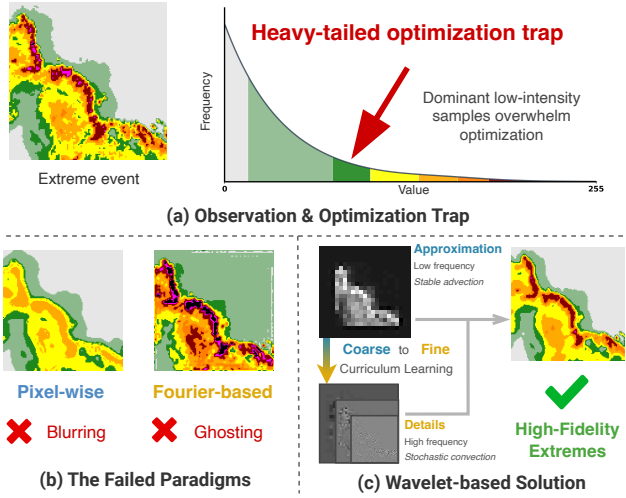 Heavy-tailed optimization trap
Dominant low-intensity
samples overwhelm
optimization
Frequency
Extreme event
0
Value
255
(a) Observation & Optimization Trap
Pixel-wise
Blurring
Fourier-based
Ghosting
(b) The Failed Paradigms
Approximation
Low frequency
Stable advection
Coarse to Fine
Curriculum Learning
Details
High frequency
Stochastic convection
High-Fidelity
Extremes
(c) Wavelet-based Solution